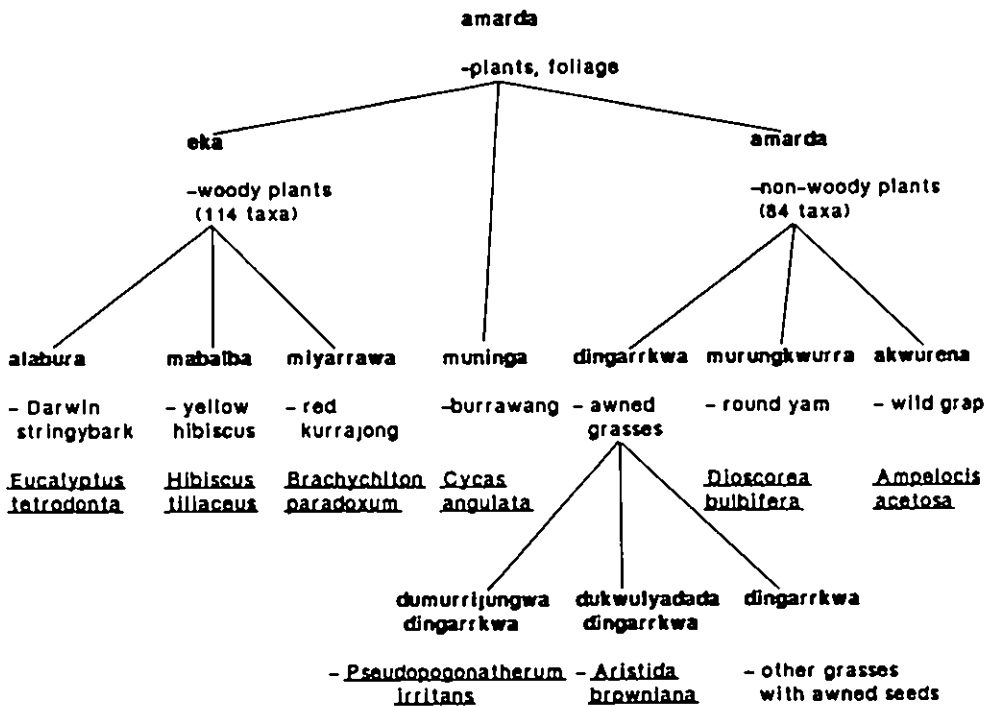 amarda
-plants, foliage
eka
amarda
-woody plants
(114 taxa)
-non-woody plants
(84 taxa)
alabura
mabalba
miyarrawa
muninga
dingarrkwa
murungkwurra
akwurena
- Darwin
stringybark
- yellow
hibiscus
- red
kurrajong
-burrawang
- awned
grasses
- round yam
- wild grap
Eucalyptus
tetrodonta
Hibiscus
tiliaceus
Brachychiton
paradoxum
Cycas
angulata
Dioscorea
bulbifera
Ampelocis
acetosa
dumurrijungwa
dingarrkwa
dukwulyadada
dingarrkwa
dingarrkwa
- Pseudopogonatherum
irritans
- Aristida
browniana
- other grasses
with awned seeds